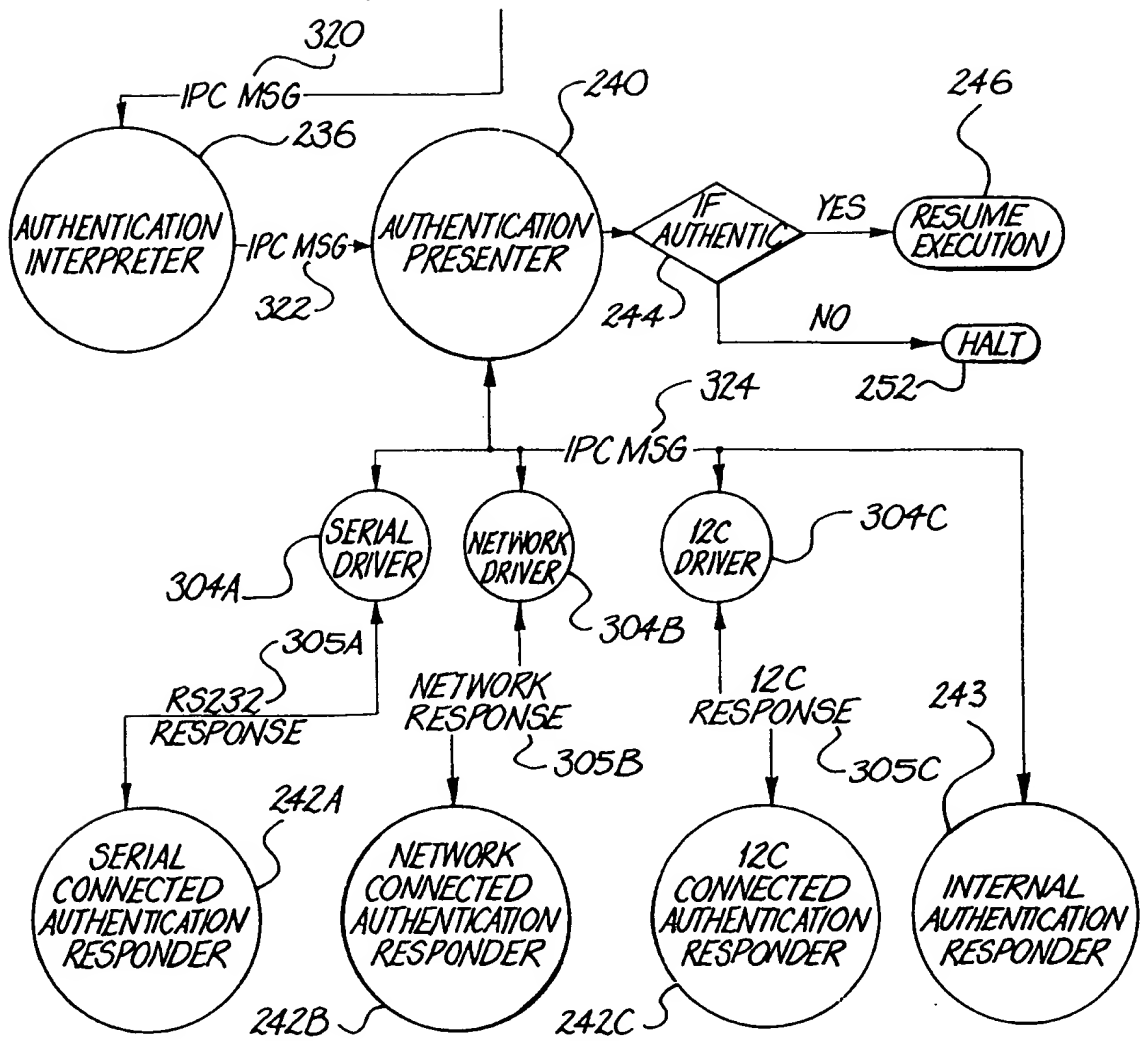 320
IPC MSG
236
240
246
AUTHENTICATION
INTERPRETER
IPC MSG
322
AUTHENTICATION
PRESENTER
IF
AUTHENTIC
244
YES
RESUME
EXECUTION
NO
HALT
252
324
IPC MSG
SERIAL
DRIVER
304A
NETWORK
DRIVER
304B
12C
DRIVER
304C
305A
RS232
RESPONSE
NETWORK
RESPONSE
305B
12C
RESPONSE
305C
243
242A
SERIAL
CONNECTED
AUTHENTICATION
RESPONDER
NETWORK
CONNECTED
AUTHENTICATION
RESPONDER
242B
12C
CONNECTED
AUTHENTICATION
RESPONDER
242C
INTERNAL
AUTHENTICATION
RESPONDER